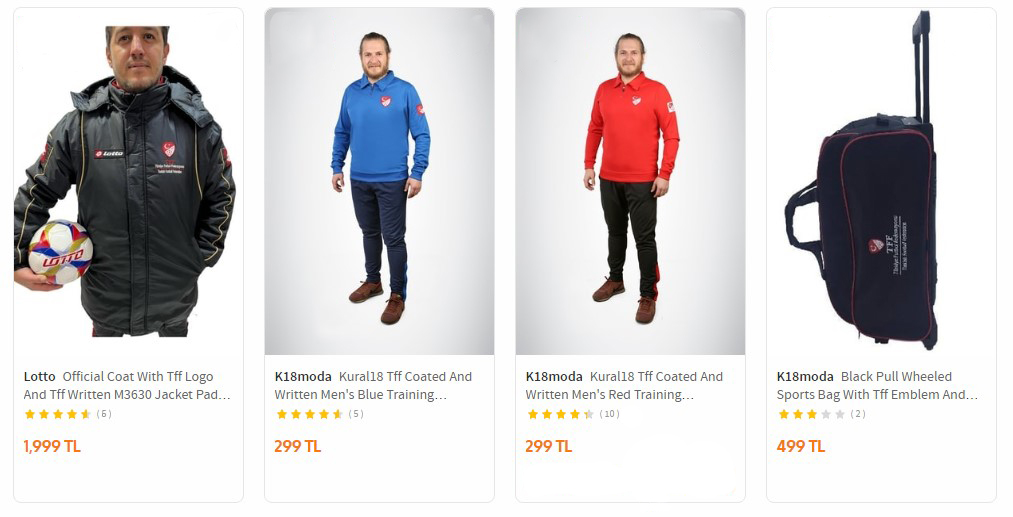 Lotto
LOTTO
TFF
Lotto Official Coat With Tff Logo
And Tff Written M3630 Jacket Pad...
(6)
1,999 TL
K18moda Kural18 Tff Coated And
Written Men's Blue Training...
(5)
299 TL
K18moda Kural18 Tff Coated And
Written Men's Red Training...
(10)
299 TL
K18moda Black Pull Wheeled
Sports Bag With Tff Emblem And...
(2)
499 TL